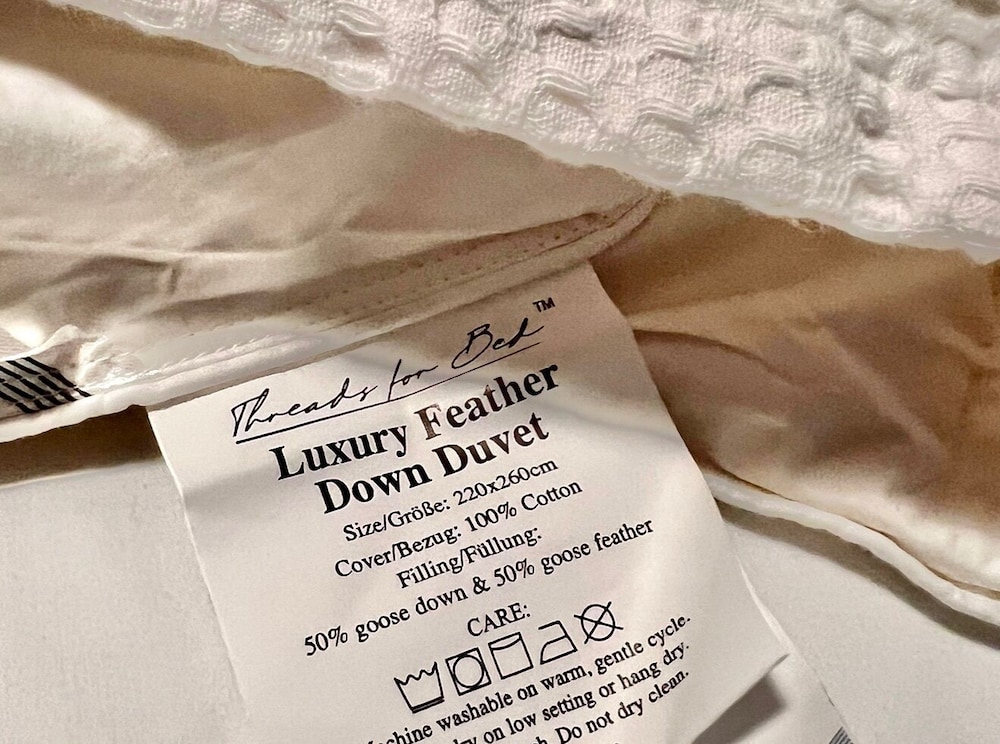 Threads for Bed™
Luxury Feather
Down Duvet
Size/Größe: 220x260cm
Cover/Bezug: 100% Cotton
Filling/Füllung:
50% goose down & 50% goose feather
CARE:
washable on warm, gentle cycle.
on low setting or hang dry.
Do not dry clean.